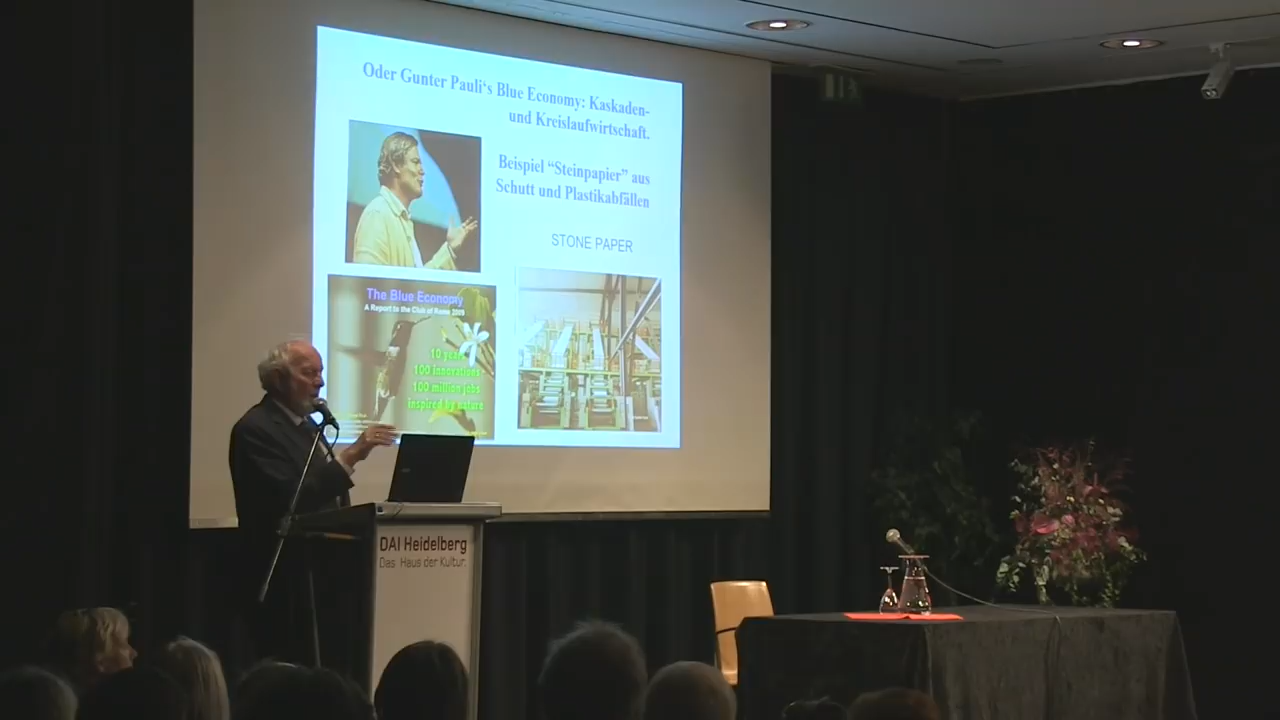 Oder Gunter Pauli‘s Blue Economy: Kaskaden-
und Kreislaufwirtschaft.
Beispiel “Steinpapier” aus
Schutt und Plastikabfällen
STONE PAPER
The Blue Economy
A Report to the Club of Rome 2009
10 years
100 innovations
100 million jobs
inspired by nature
DAI Heidelberg
Das Haus der Kultur.